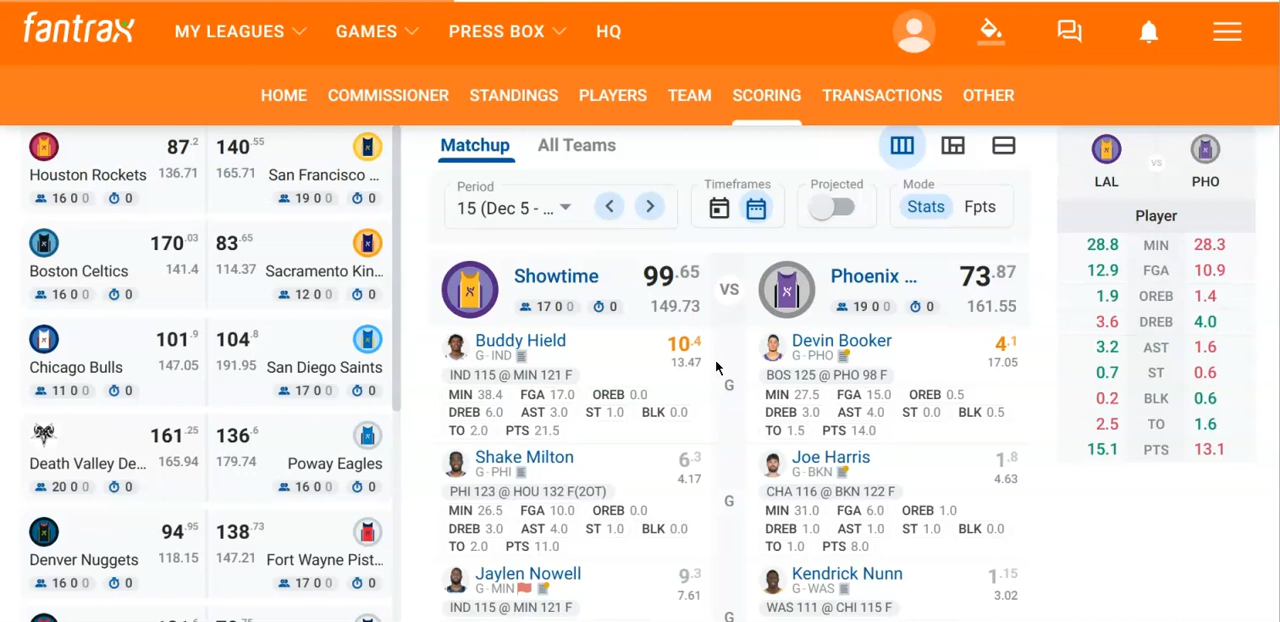 fantrax MY LEAGUES GAMES PRESS BOX HQ
HOME COMMISSIONER STANDINGS PLAYERS TEAM SCORING TRANSACTIONS OTHER
87.2 140.55
Houston Rockets 136.71 165.71 San Francisco ...
16 0 0 0 19 0 0 0
170.03 83.65
Boston Celtics 141.4 114.37 Sacramento Kin...
16 0 0 0 12 0 0 0
101.9 104.8
Chicago Bulls 147.05 191.95 San Diego Saints
11 0 0 0 17 0 0 0
161.25 136.6
Death Valley De... 165.94 179.74 Poway Eagles
20 0 0 0 16 0 0 0
94.95 138.73
Denver Nuggets 118.15 147.21 Fort Wayne Pist...
16 0 0 0 17 0 0 0
Matchup All Teams
Period Timeframes Projected Mode
15 (Dec 5 - ... Stats Fpts
Showtime 99.65 VS Phoenix ... 73.87
17 0 0 0 149.73 19 0 0 0 161.55
Buddy Hield 10.4
G - IND 13.47
IND 115 @ MIN 121 F
MIN 38.4 FGA 17.0 OREB 0.0
DREB 6.0 AST 3.0 ST 1.0 BLK 0.0
TO 2.0 PTS 21.5
G
Devin Booker 4.1
G - PHO 17.05
BOS 125 @ PHO 98 F
MIN 27.5 FGA 15.0 OREB 0.5
DREB 3.0 AST 4.0 ST 0.0 BLK 0.5
TO 1.5 PTS 14.0
Shake Milton 6.3
G - PHI 4.17
PHI 123 @ HOU 132 F(2OT)
MIN 26.5 FGA 10.0 OREB 0.0
DREB 3.0 AST 4.0 ST 1.0 BLK 0.0
TO 2.0 PTS 11.0
G
Joe Harris 1.8
G - BKN 4.63
CHA 116 @ BKN 122 F
MIN 31.0 FGA 6.0 OREB 1.0
DREB 1.0 AST 1.0 ST 1.0 BLK 0.0
TO 1.0 PTS 8.0
Jaylen Nowell 9.3
G - MIN 7.61
IND 115 @ MIN 121 F
G
Kendrick Nunn 1.15
G - WAS 3.02
WAS 111 @ CHI 115 F
vs
LAL PHO
Player
28.8 MIN 28.3
12.9 FGA 10.9
1.9 OREB 1.4
3.6 DREB 4.0
3.2 AST 1.6
0.7 ST 0.6
0.2 BLK 0.6
2.5 TO 1.6
15.1 PTS 13.1